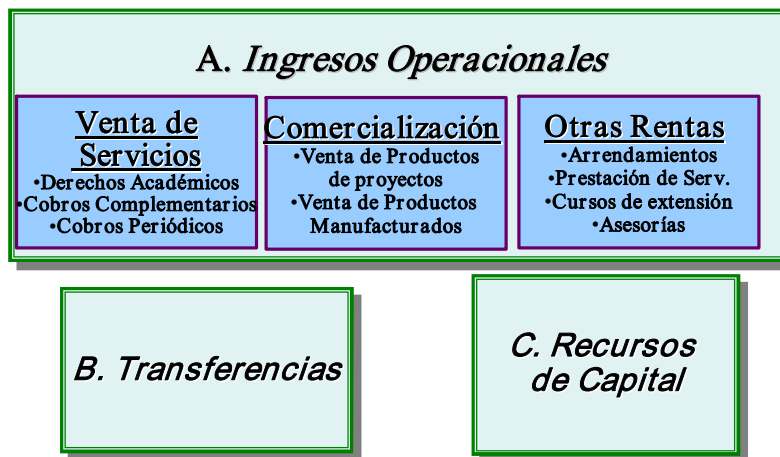 A. Ingresos Operacionales
Venta de
Servicios
•Derechos Académicos
•Cobros Complementarios
•Cobros Periódicos
Comercialización
•Venta de Productos
de proyectos
•Venta de Productos
Manufacturados
Otras Rentas
•Arrendamientos
•Prestación de Serv.
•Cursos de extensión
•Asesorías
B. Transferencias
C. Recursos
de Capital